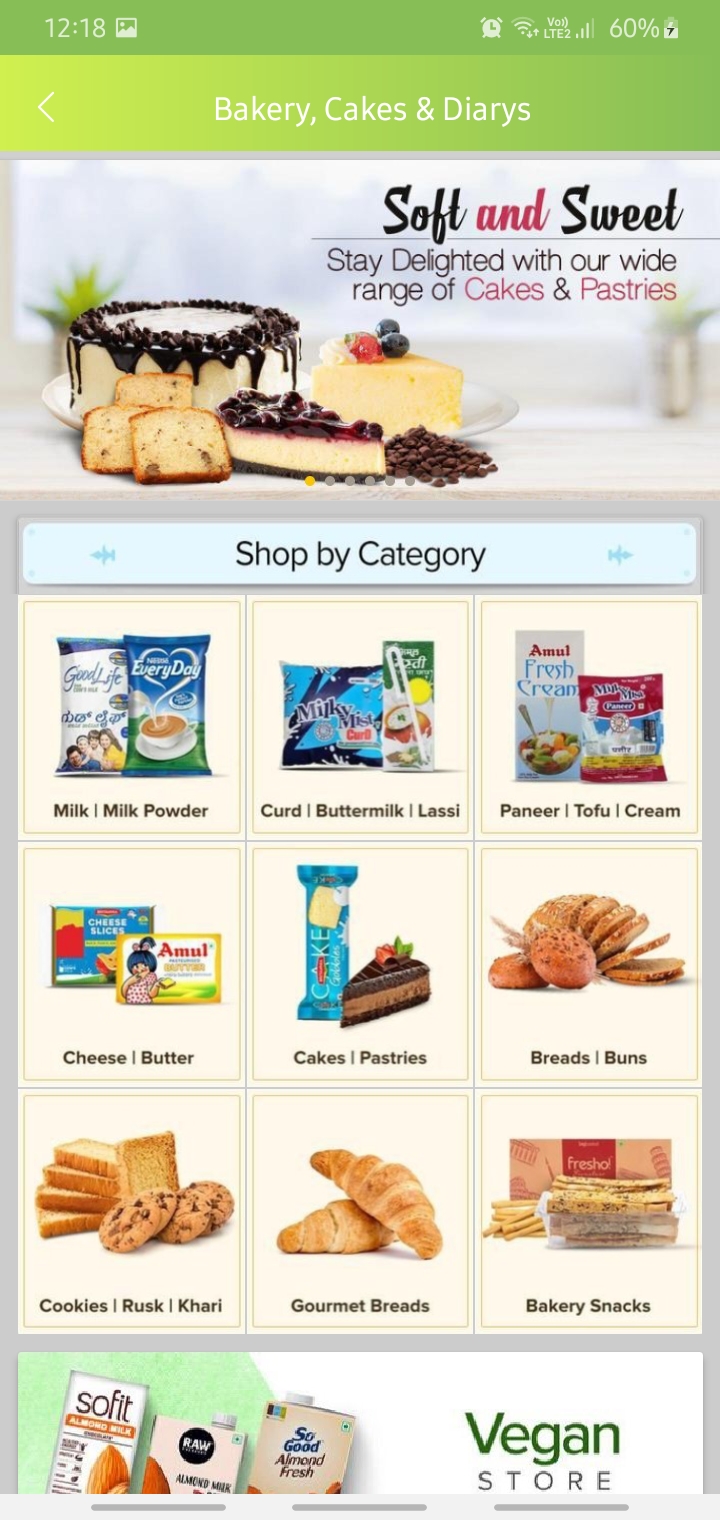 12:18
Vo))
LTE2
60%
Bakery, Cakes & Diarys
Soft and Sweet
Stay Delighted with our wide
range of Cakes & Pastries
Shop by Category
GoodLife
Nestle
EveryDay
Milk | Milk Powder
Milky Mist
Curd
Curd | Buttermilk | Lassi
Amul
Fresh
Cream
Milky Mist
Paneer
Paneer | Tofu | Cream
CHEESE
SLICES
Amul
BUTTER
Cheese | Butter
CAKE
Cakes | Pastries
Breads | Buns
Cookies | Rusk | Khari
Gourmet Breads
fresho!
Bakery Snacks
sofit
ALMOND MILK
CHOCOLATE
RAW
ALMOND MILK
So
Good
Almond
Fresh
Vegan
STORE